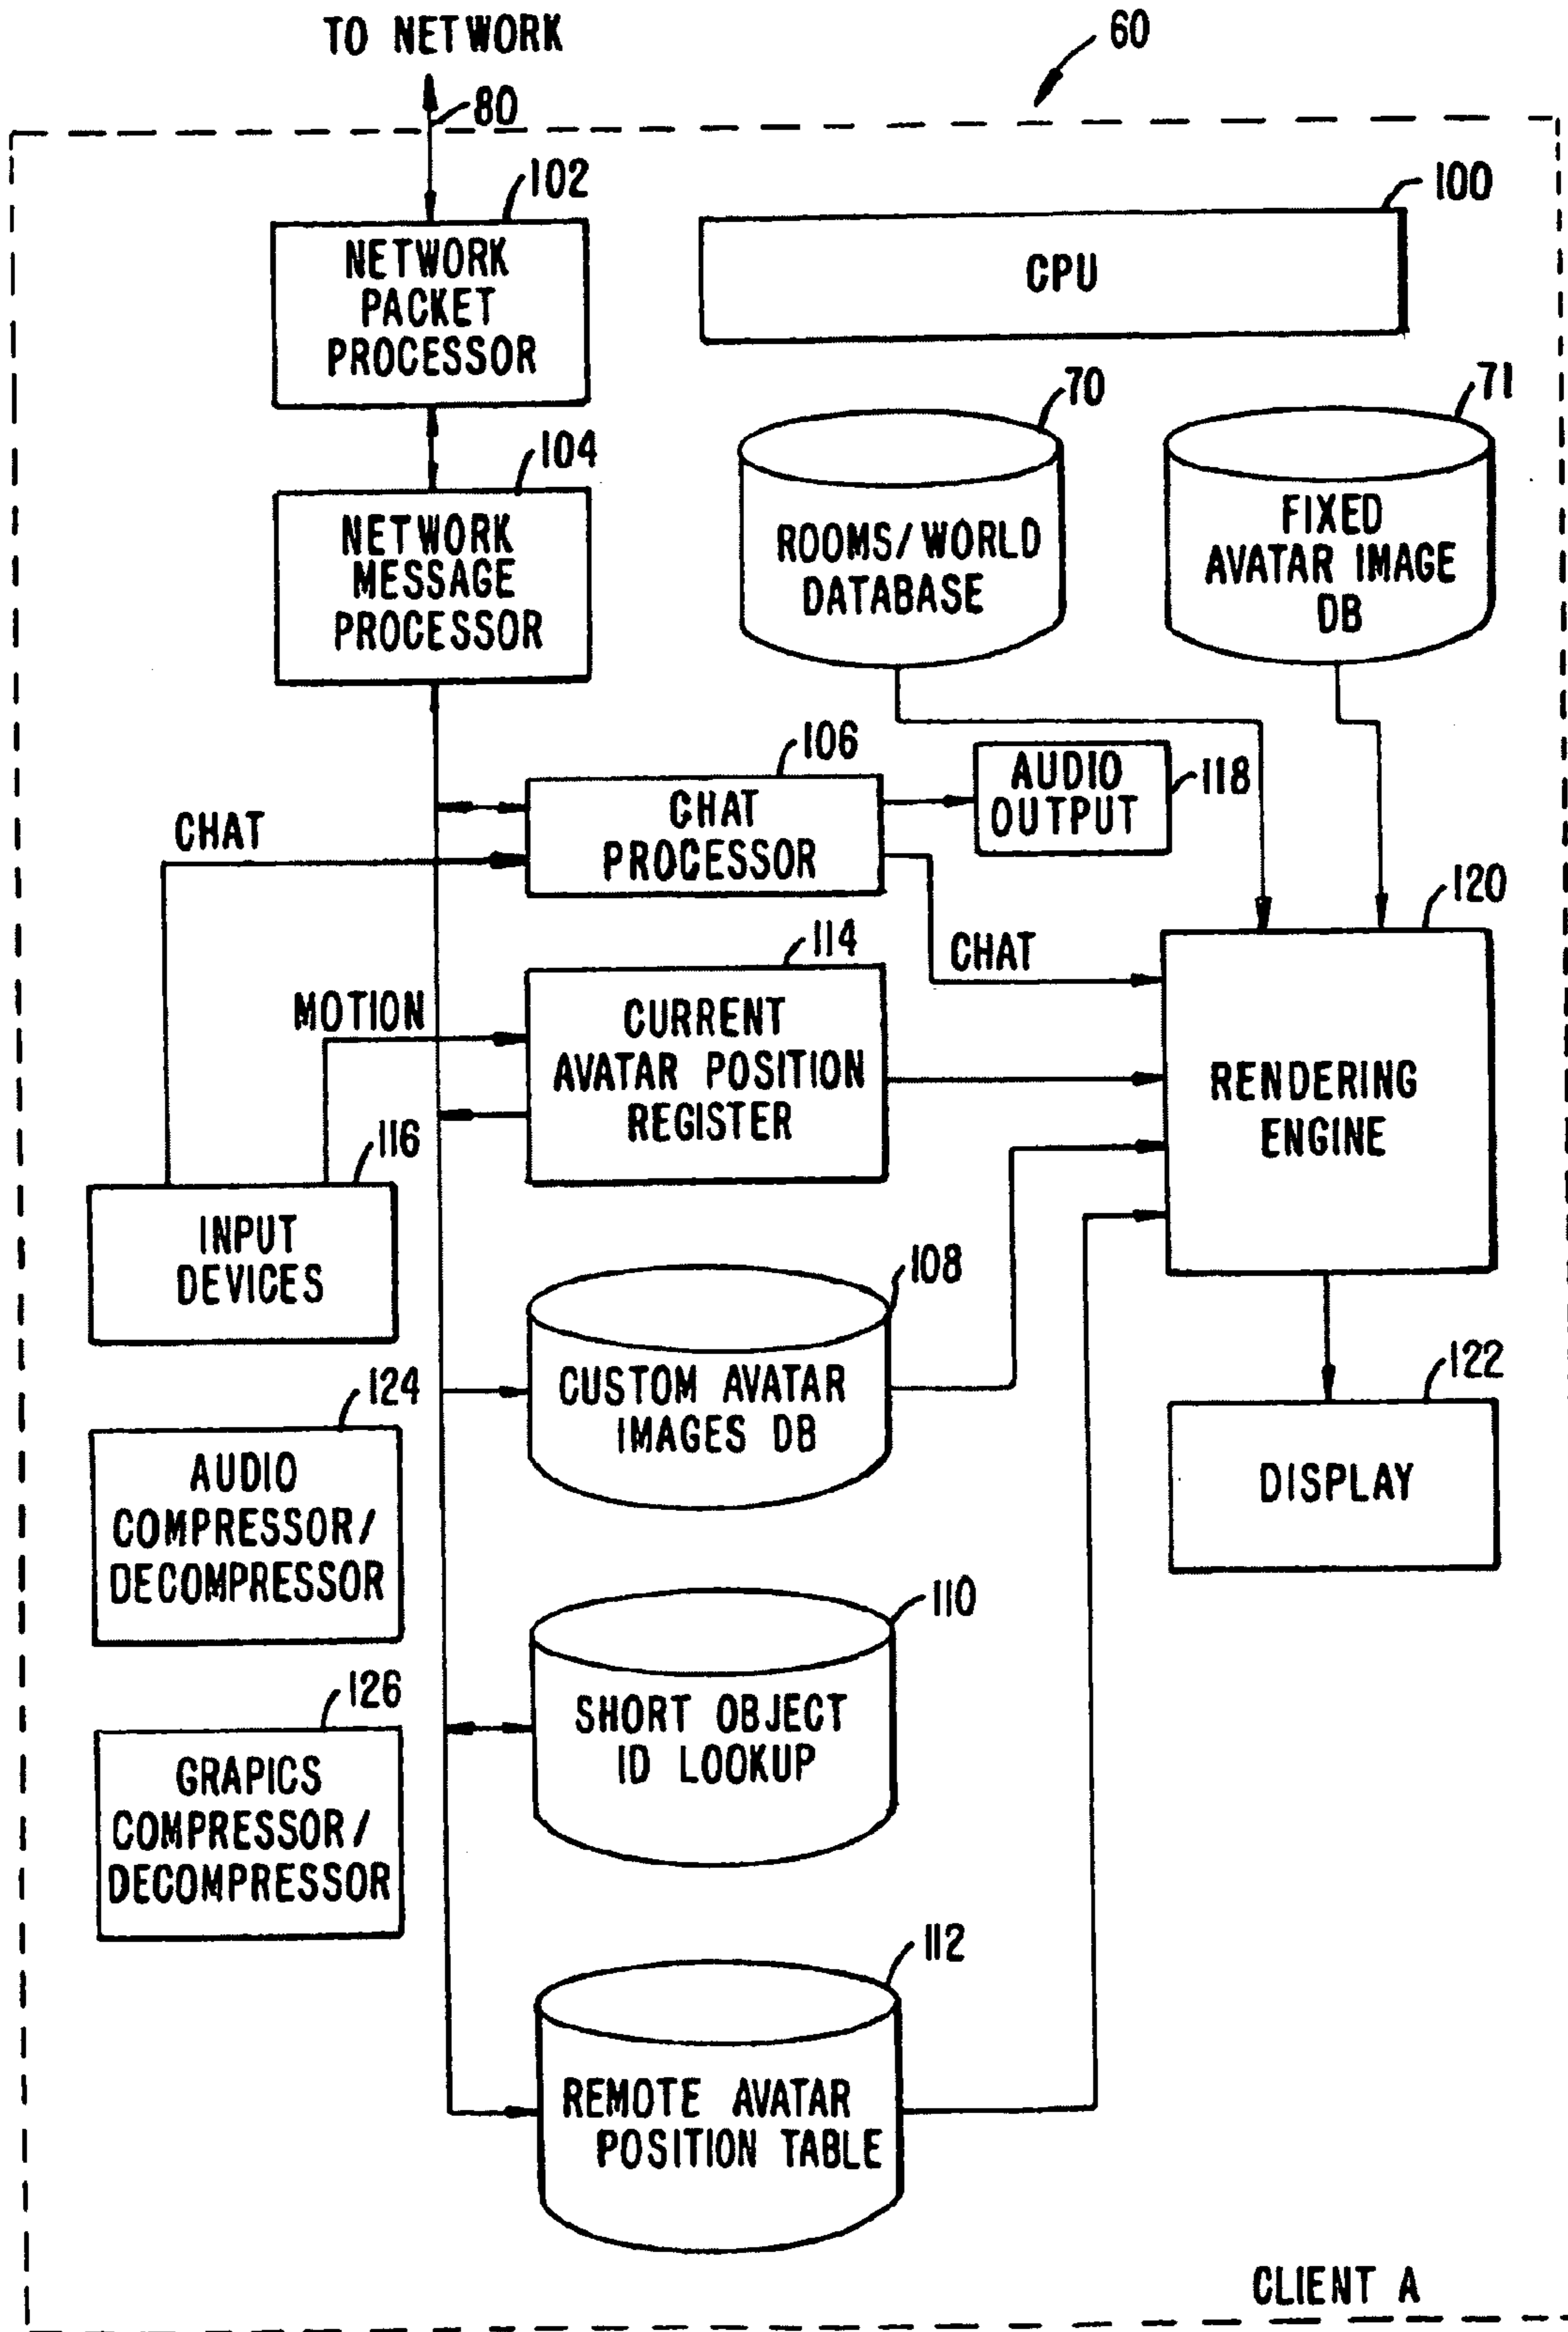 TO NETWORK
60
80
102
100
NETWORK
PACKET
PROCESSOR
CPU
70
71
104
NETWORK
MESSAGE
PROCESSOR
ROOMS/WORLD
DATABASE
FIXED
AVATAR IMAGE
DB
106
CHAT
PROCESSOR
AUDIO
OUTPUT
118
CHAT
120
114
CHAT
MOTION
CURRENT
AVATAR POSITION
REGISTER
RENDERING
ENGINE
116
INPUT
DEVICES
108
CUSTOM AVATAR
IMAGES DB
122
DISPLAY
124
AUDIO
COMPRESSOR/
DECOMPRESSOR
110
SHORT OBJECT
ID LOOKUP
126
GRAPICS
COMPRESSOR/
DECOMPRESSOR
112
REMOTE AVATAR
POSITION TABLE
CLIENT A